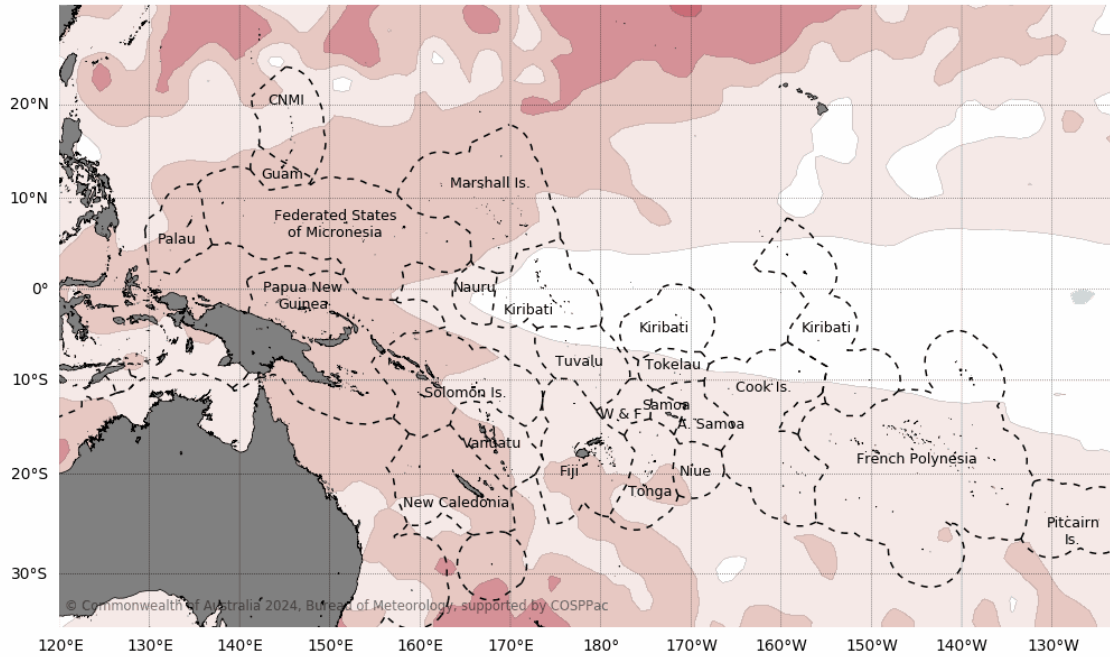 20°N
10°N
0°
10°S
20°S
30°S
CNMI
Guam
Marshall Is.
Federated States
of Micronesia
Palau
Papua New
Guinea
Nauru
Kiribati
Kiribati
Kiribati
Tuvalu
Tokelau
Cook Is.
Solomon Is.
W & F
Samoa
A. Samoa
Vanuatu
Fiji
Niue
French Polynesia
Tonga
New Caledonia
Pitcairn
Is.
© Commonwealth of Australia 2024, Bureau of Meteorology, supported by COSPPac
120°E 130°E 140°E 150°E 160°E 170°E 180° 170°W 160°W 150°W 140°W 130°W